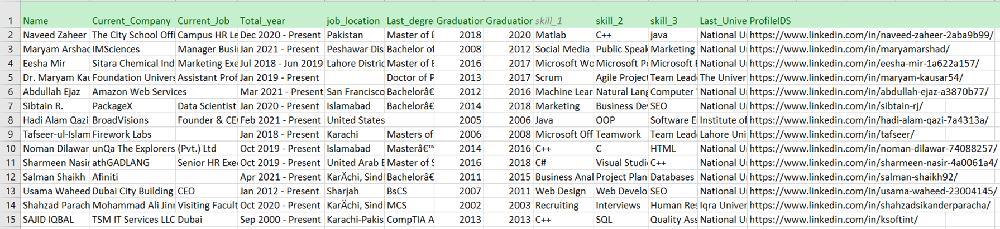 1 Name Current_Company Current_Job Total_year job_location Last_degre Graduation Graduation skill_1 skill_2 skill_3 Last_Unive ProfileIDS
2 Naveed Zaheer The City School Offi Campus HR Le Dec 2020 - Present Pakistan Master of E 2018 2020 Matlab C++ java National Ui https://www.linkedin.com/in/naveed-zaheer-2aba9b99/
3 Maryam Arshad IMSciences Manager Busi Jan 2021 - Present Peshawar Dis Bachelor of 2008 2012 Social Media Public Speak Marketing National Ui https://www.linkedin.com/in/maryamarshad/
4 Eesha Mir Sitara Chemical Ind Marketing Exe Jul 2018 - Jun 2019 Lahore Distric Master of E 2016 2017 Microsoft Wo Microsoft Po Microsoft E National Ui https://www.linkedin.com/in/eesha-mir-1a622a157/
5 Dr. Maryam Kau Foundation Univers Assistant Prof Jan 2019 - Present Doctor of P 2013 2017 Scrum Agile Project Team Leade The Univer https://www.linkedin.com/in/maryam-kausar54/
6 Abdullah Ejaz Amazon Web Services Mar 2021 - Present San Francisco Bachelorâ€ 2012 2016 Machine Lear Natural Lang Computer V National Ui https://www.linkedin.com/in/abdullah-ejaz-a3870b77/
7 Sibtain R. PackageX Data Scientist Jan 2020 - Present Islamabad Bachelorâ€ 2014 2018 Marketing Business Dev SEO National Ui https://www.linkedin.com/in/sibtain-rj/
8 Hadi Alam Qazi BroadVisions Founder & CE Feb 2021 - Present United States 2005 2006 Java OOP Software E Institute of https://www.linkedin.com/in/hadi-alam-qazi-7a4313a/
9 Tafseer-ul-Islam Firework Labs Jan 2018 - Present Karachi Masters of 2006 2008 Microsoft Off Teamwork Team Leade Lahore Uni https://www.linkedin.com/in/tafseer/
10 Noman Dilawar unQa The Explorers (Pvt.) Ltd Oct 2019 - Present Islamabad Masterâ€™ 2014 2016 C++ C HTML National Ui https://www.linkedin.com/in/noman-dilawar-74088257/
11 Sharmeen Nasir athGADLANG Senior HR Exe Oct 2019 - Present United Arab E Master of S 2016 2018 C# Visual Studi C++ National Ui https://www.linkedin.com/in/sharmeen-nasir-4a0061a4/
12 Salman Shaikh Afiniti Apr 2021 - Present KarÄchi, Sindl Bachelorâ€ 2011 2015 Business Anal Project Plan Databases National Ui https://www.linkedin.com/in/salman-shaikh92/
13 Usama Waheed Dubai City Building CEO Jan 2012 - Present Sharjah BsCS 2007 2011 Web Design Web Develo SEO National Ui https://www.linkedin.com/in/usama-waheed-23004145/
14 Shahzad Parach Mohammad Ali Jinn Visiting Facult Oct 2020 - Present KarÄchi, Sindl MCS 2002 2003 Recruiting Interviews Human Res Iqra Univer https://www.linkedin.com/in/shahzadsikanderparacha/
15 SAJID IQBAL TSM IT Services LLC Dubai Sep 2000 - Present Karachi-Pakis CompTIA A 2013 2013 C++ SQL Quality Ass National Ui https://www.linkedin.com/in/ksoftint/